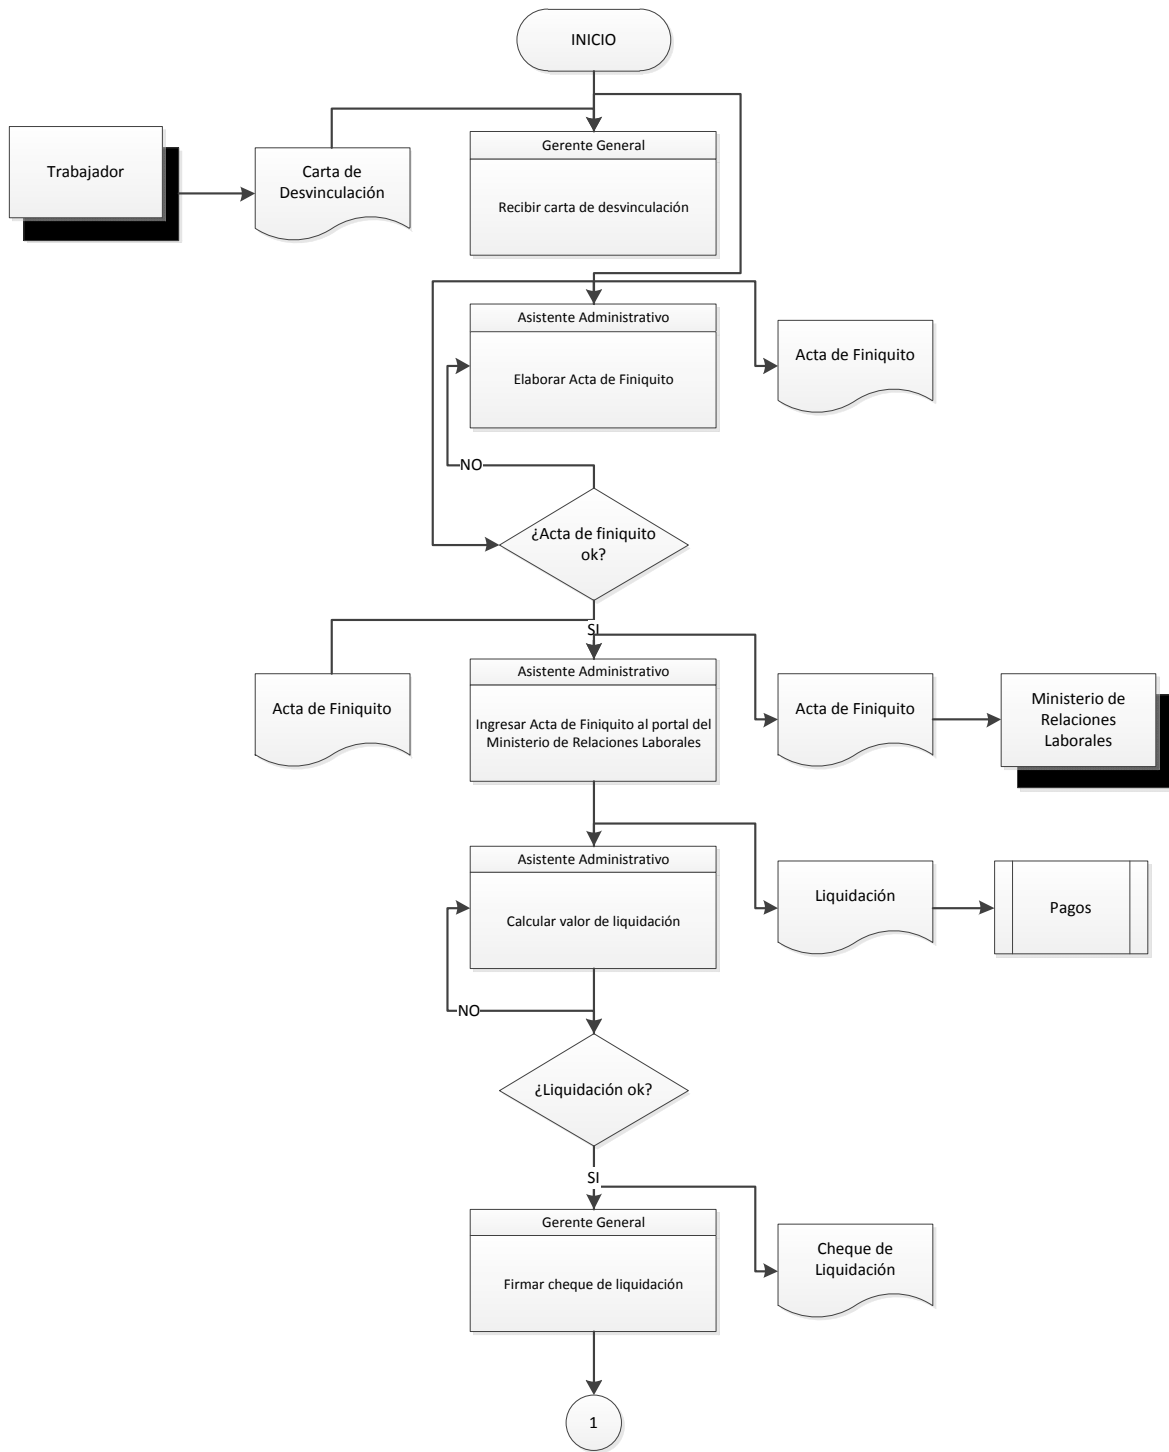 INICIO
Trabajador
Carta de
Desvinculación
Gerente General
Recibir carta de desvinculación
Asistente Administrativo
Elaborar Acta de Finiquito
Acta de Finiquito
NO
¿Acta de finiquito
ok?
SI
Acta de Finiquito
Asistente Administrativo
Ingresar Acta de Finiquito al portal del
Ministerio de Relaciones Laborales
Acta de Finiquito
Ministerio de
Relaciones
Laborales
Asistente Administrativo
Calcular valor de liquidación
Liquidación
Pagos
NO
¿Liquidación ok?
SI
Gerente General
Firmar cheque de liquidación
Cheque de
Liquidación
1